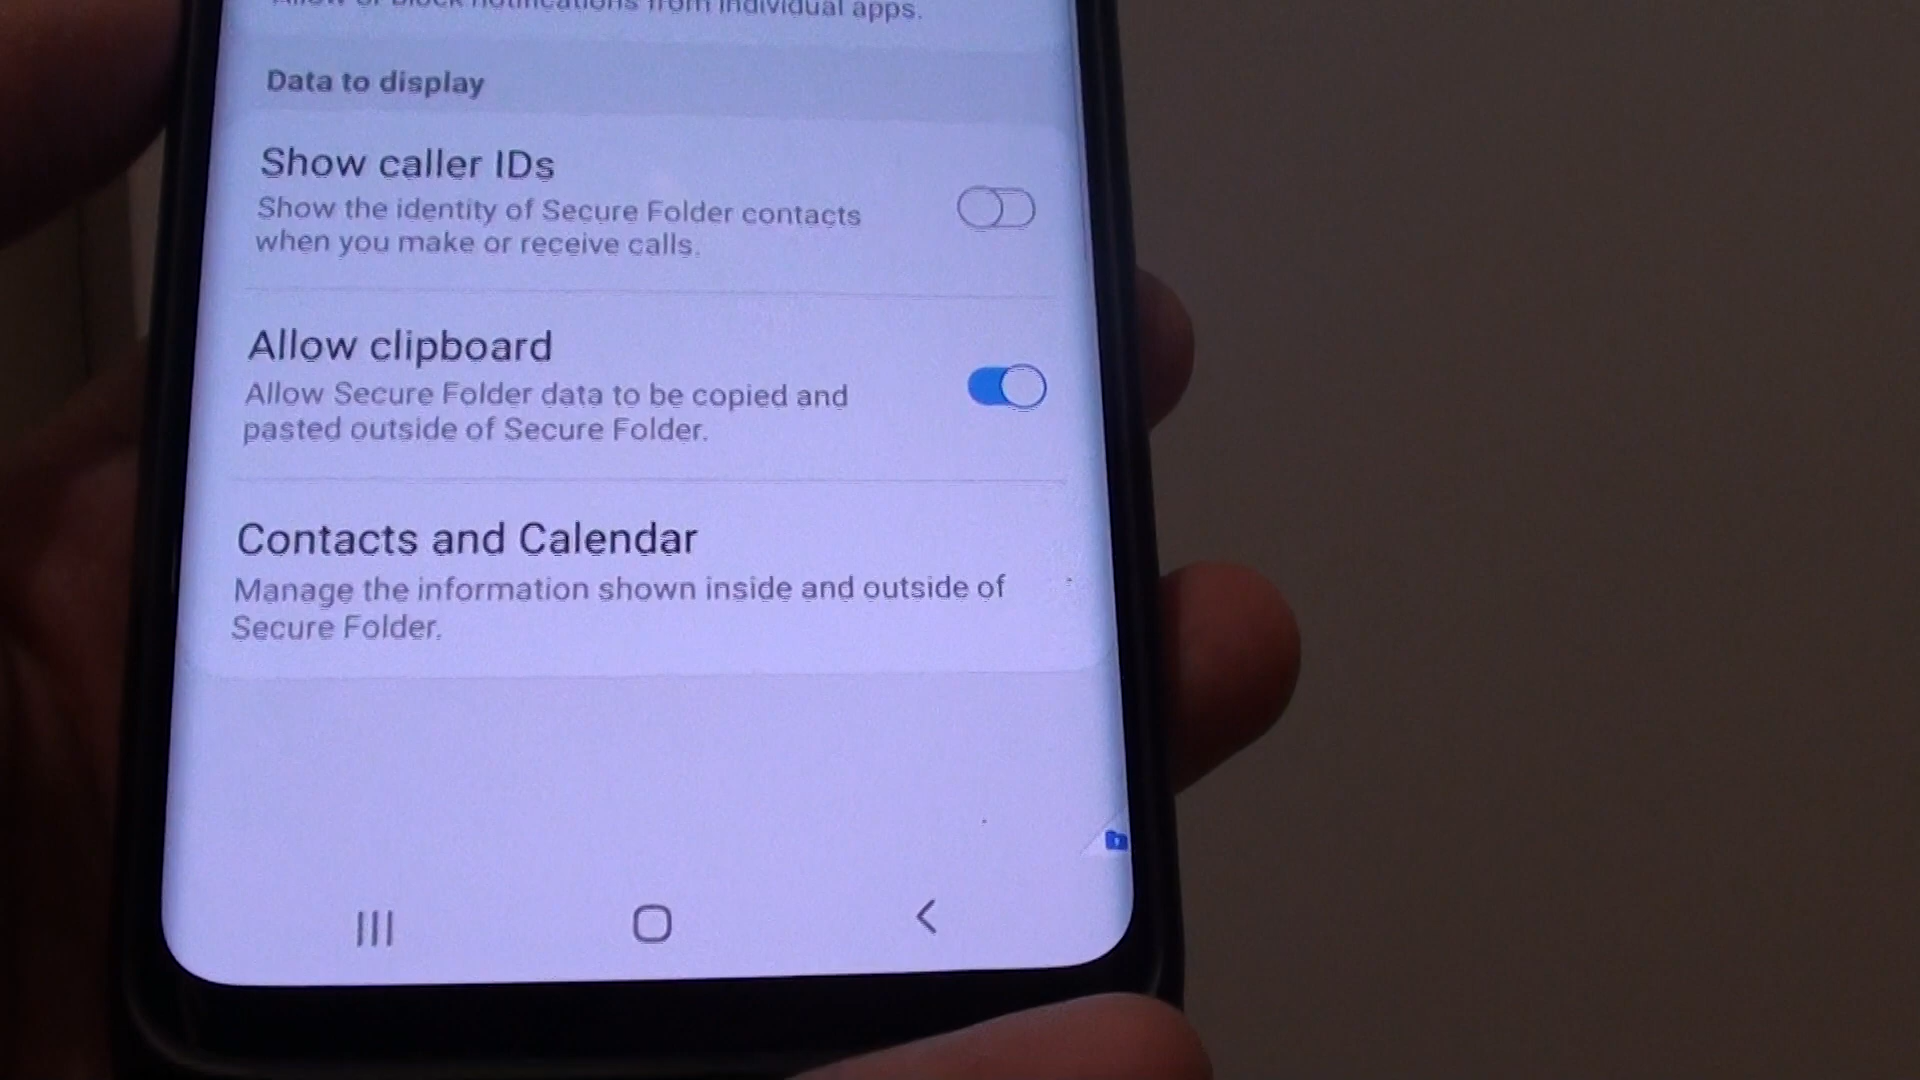 Allow or block notifications from individual apps.
Data to display
Show caller IDs
Show the identity of Secure Folder contacts
when you make or receive calls.
Allow clipboard
Allow Secure Folder data to be copied and
pasted outside of Secure Folder.
Contacts and Calendar
Manage the information shown inside and outside of
Secure Folder.